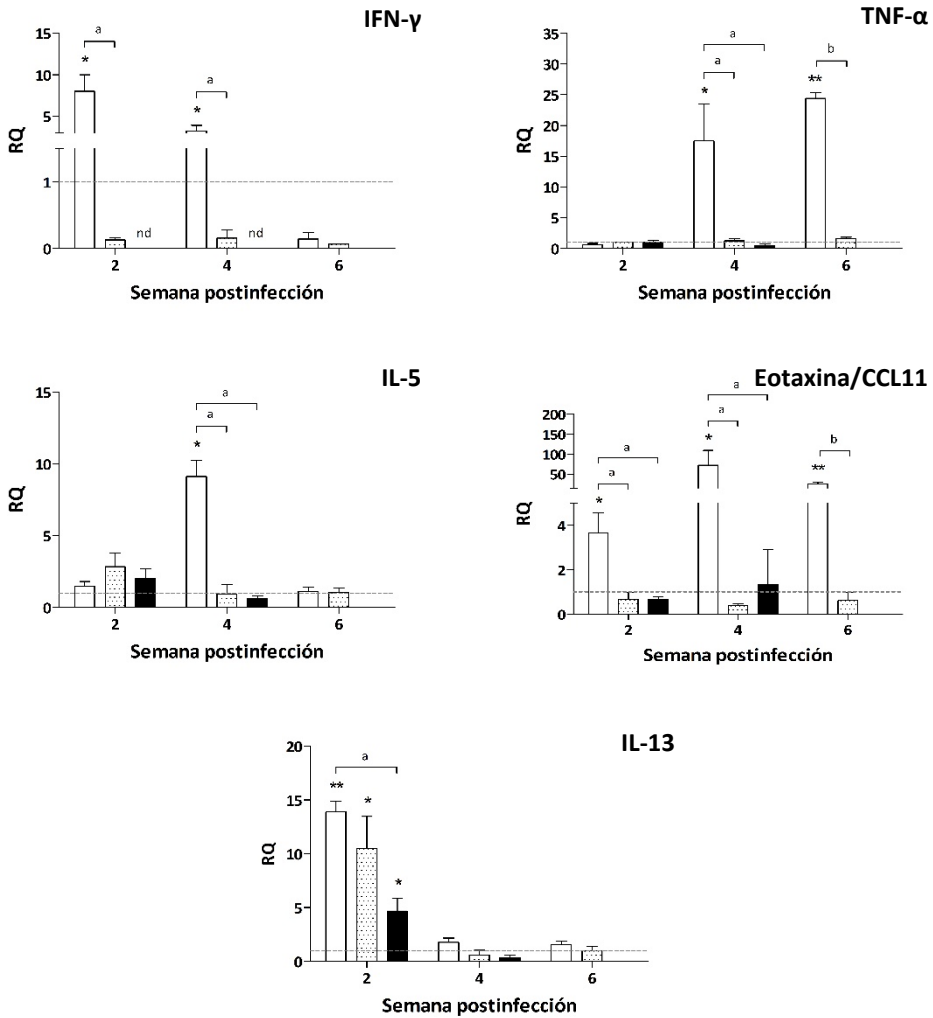 IFN-γ
15
10
5
1
0
RQ
a
*
a
*
nd
nd
2 4 6
Semana postinfección
TNF-α
35
30
25
20
15
10
5
0
RQ
a
a
*
b
**
2 4 6
Semana postinfección
IL-5
15
10
5
0
RQ
a
a
*
2 4 6
Semana postinfección
Eotaxina/CCL11
200
150
100
50
4
2
0
RQ
a
a
*
a
a
*
b
**
2 4 6
Semana postinfección
IL-13
20
15
10
5
0
RQ
a
**
*
*
2 4 6
Semana postinfección